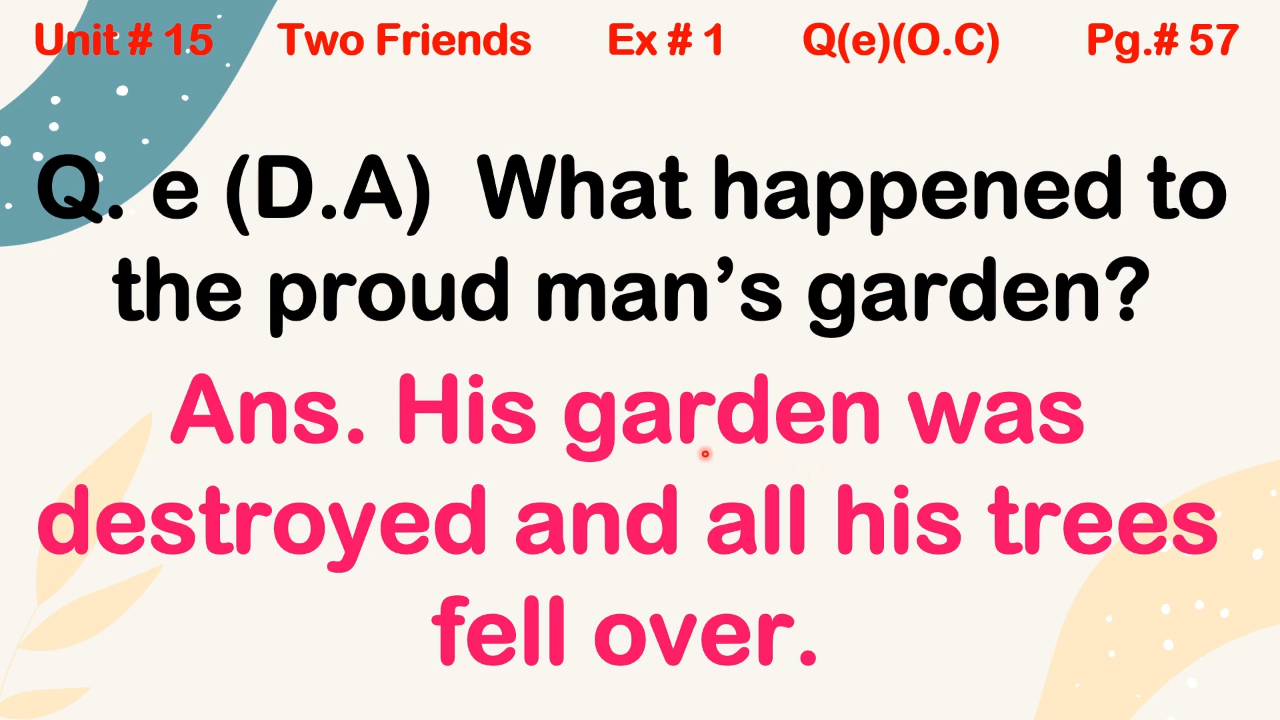 Unit # 15 Two Friends Ex # 1 Q(e)(O.C) Pg.# 57
Q. e (D.A) What happened to
the proud man’s garden?
Ans. His garden was
destroyed and all his trees
fell over.